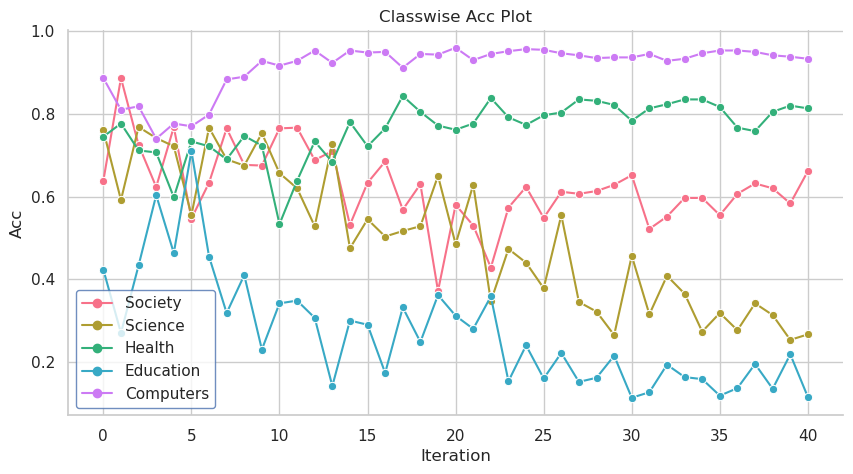 Classwise Acc Plot
1.0
0.8
0.6
0.4
0.2
Acc
Society
Science
Health
Education
Computers
0 5 10 15 20 25 30 35 40
Iteration